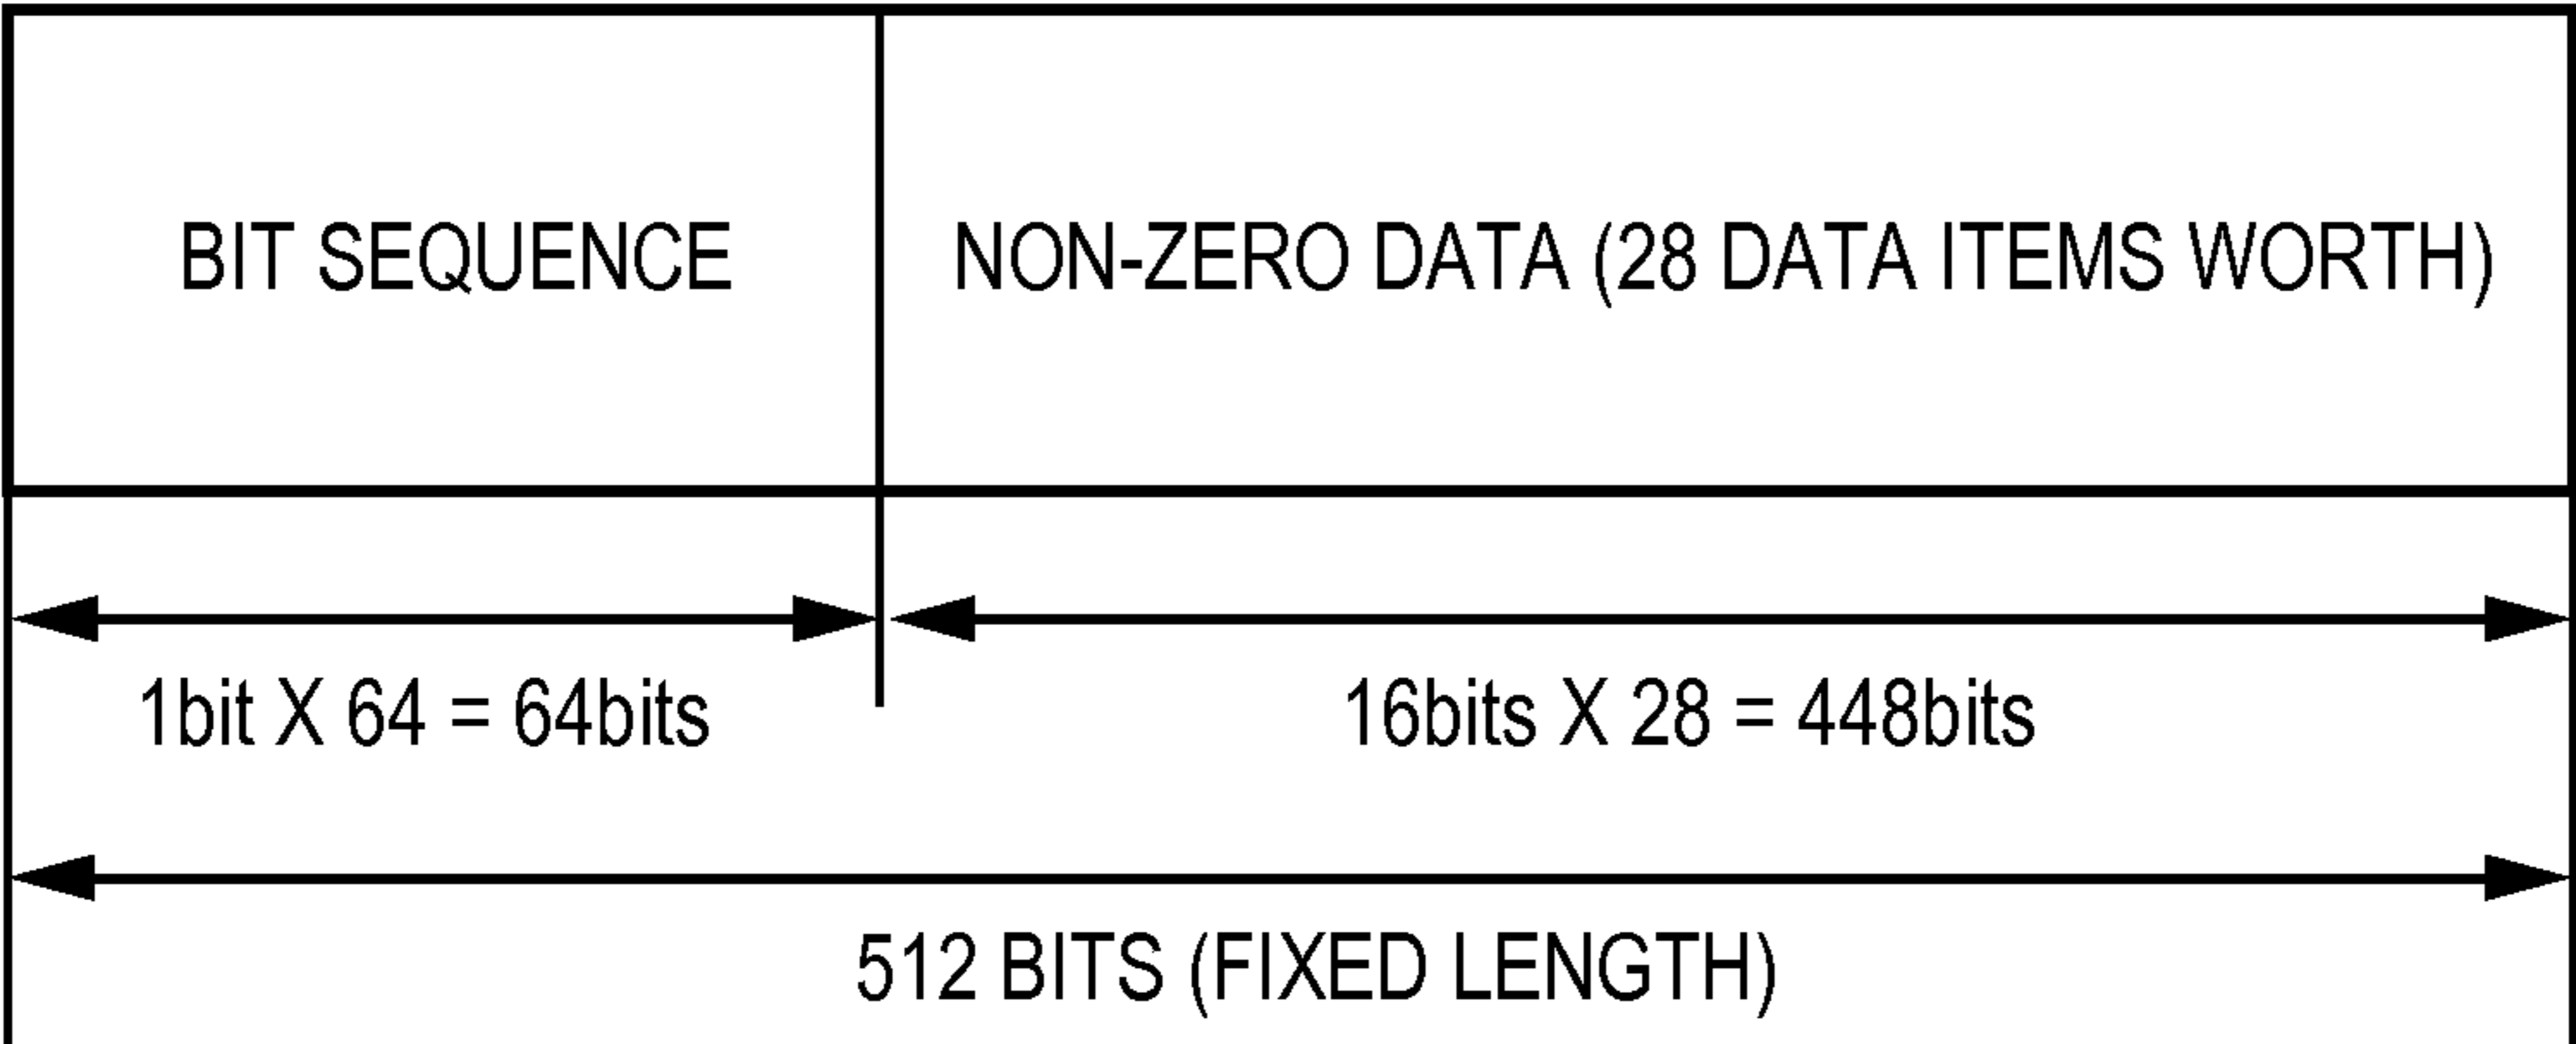 BIT SEQUENCE
NON-ZERO DATA (28 DATA ITEMS WORTH)
1bit X 64 = 64bits
16bits X 28 = 448bits
512 BITS (FIXED LENGTH)